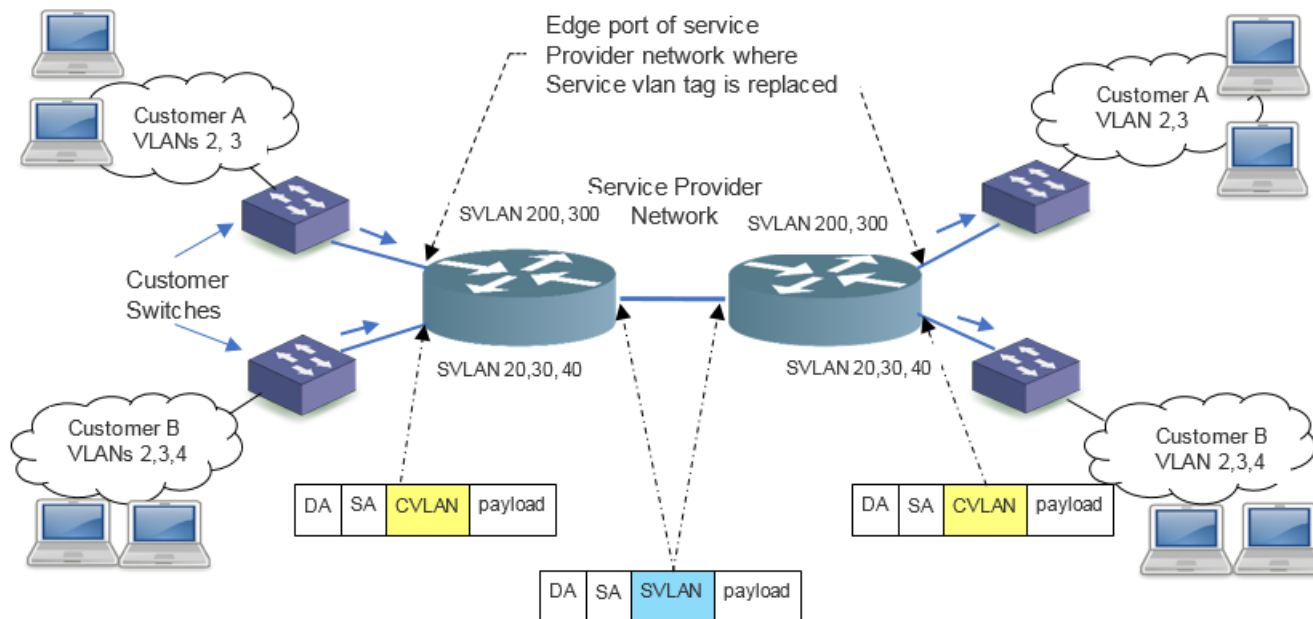 Edge port of service
Provider network where
Service vlan tag is replaced
Customer A
VLANs 2, 3
Customer A
VLAN 2,3
Service Provider
Network
SVLAN 200, 300
SVLAN 200, 300
Customer
Switches
SVLAN 20,30, 40
SVLAN 20,30, 40
Customer B
VLANs 2,3,4
Customer B
VLAN 2,3,4
DA SA CVLAN payload
DA SA CVLAN payload
DA SA SVLAN payload